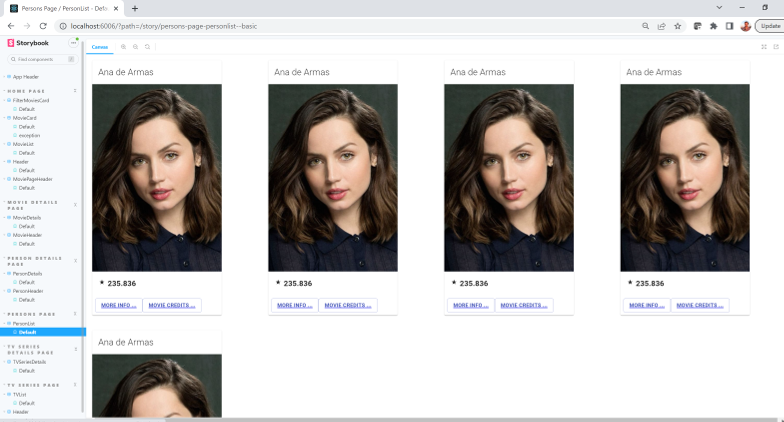 Persons Page / PersonList - Defau
localhost:6006/?path=/story/persons-page-personlist--basic
Update
Storybook
Find components
/
App Header
HOME PAGE
FilterMoviesCard
Default
MovieCard
Default
exception
MovieList
Default
Header
Default
MoviePageHeader
Default
MOVIE DETAILS
PAGE
MovieDetails
Default
MovieHeader
Default
PERSON DETAILS
PAGE
PersonDetails
Default
PersonHeader
Default
PERSONS PAGE
PersonList
Default
TV SERIES
DETAILS PAGE
TVSeriesDetails
Default
TV SERIES PAGE
TVList
Default
Header
Canvas
Ana de Armas Ana de Armas Ana de Armas Ana de Armas
★ 235.836 ★ 235.836 ★ 235.836 ★ 235.836
MORE INFO ... MOVIE CREDITS ... MORE INFO ... MOVIE CREDITS ... MORE INFO ... MOVIE CREDITS ... MORE INFO ... MOVIE CREDITS ...
Ana de Armas